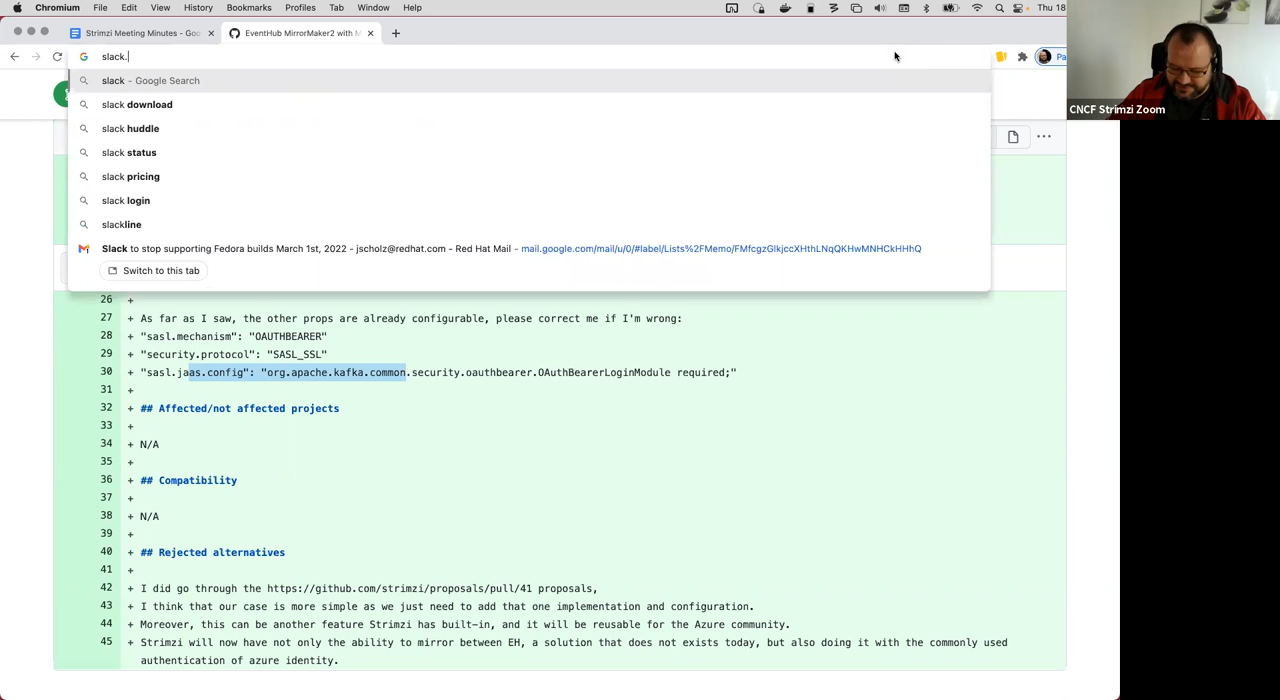 Chromium File Edit View History Bookmarks Profiles Tab Window Help Thu 18
Strimzi Meeting Minutes - Goo
EventHub MirrorMaker2 with M
slack.
Pa
slack - Google Search
slack download
slack huddle
slack status
slack pricing
slack login
slackline
Slack to stop supporting Fedora builds March 1st, 2022 - jscholz@redhat.com - Red Hat Mail - mail.google.com/mail/u/0/#label/Lists%2FMemo/FMfcgzGlkjccXHthLNqQKHwMNHCkHHhQ
Switch to this tab
CNCF Strimzi Zoom
26 +
27 + As far as I saw, the other props are already configurable, please correct me if I'm wrong:
28 + "sasl.mechanism": "OAUTHBEARER"
29 + "security.protocol": "SASL_SSL"
30 + "sasl.jaas.config": "org.apache.kafka.common.security.oauthbearer.OAuthBearerLoginModule required;"
31 +
32 + ## Affected/not affected projects
33 +
34 + N/A
35 +
36 + ## Compatibility
37 +
38 + N/A
39 +
40 + ## Rejected alternatives
41 +
42 + I did go through the https://github.com/strimzi/proposals/pull/41 proposals,
43 + I think that our case is more simple as we just need to add that one implementation and configuration.
44 + Moreover, this can be another feature Strimzi has built-in, and it will be reusable for the Azure community.
45 + Strimzi will now have not only the ability to mirror between EH, a solution that does not exists today, but also doing it with the commonly used
authentication of azure identity.